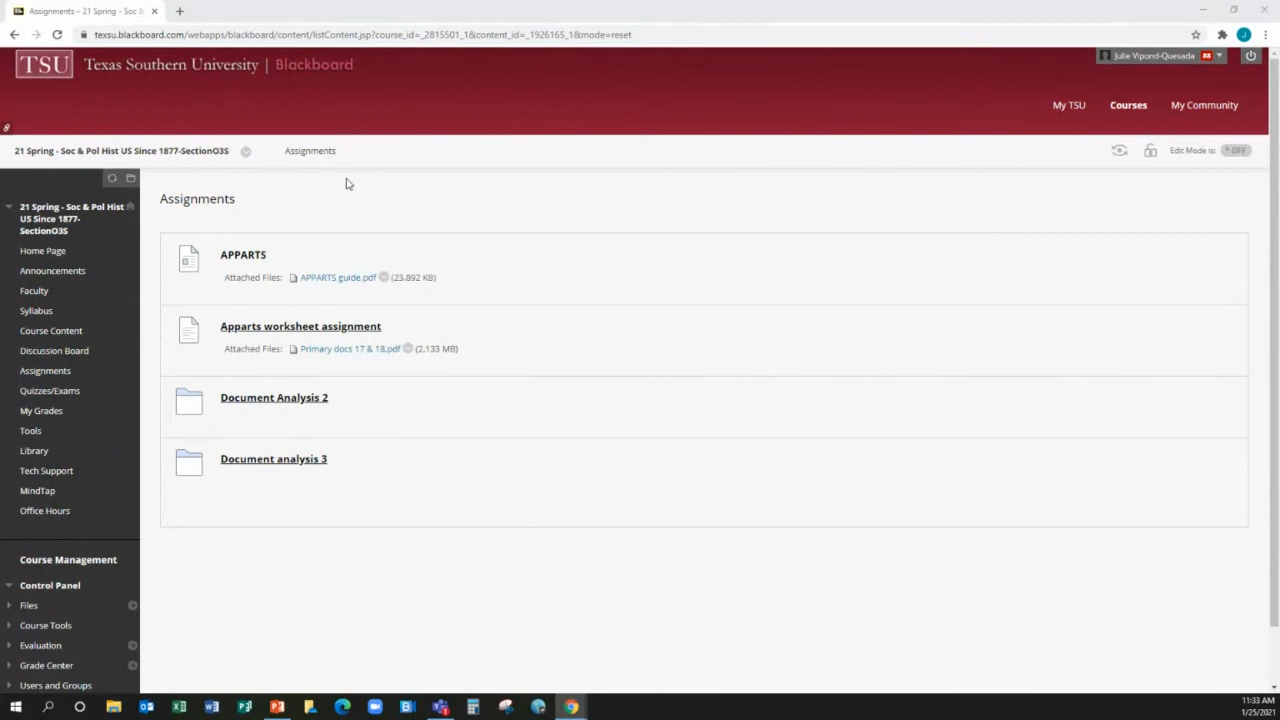 Assignments – 21 Spring - Soc &
texsu.blackboard.com/webapps/blackboard/content/listContent.jsp?course_id=_2815501_1&content_id=_1926165_1&mode=reset
J
TSU Texas Southern University | Blackboard
Julie Vipond-Quesada 88
My TSU Courses My Community
21 Spring - Soc & Pol Hist US Since 1877-SectionO3S Assignments
Edit Mode is: OFF
21 Spring - Soc & Pol Hist
US Since 1877-
SectionO3S
Home Page
Announcements
Faculty
Syllabus
Course Content
Discussion Board
Assignments
Quizzes/Exams
My Grades
Tools
Library
Tech Support
MindTap
Office Hours
Course Management
Control Panel
Files
Course Tools
Evaluation
Grade Center
Users and Groups
Assignments
APPARTS
Attached Files: APPARTS guide.pdf (23.892 KB)
Apparts worksheet assignment
Attached Files: Primary docs 17 & 18.pdf (2.133 MB)
Document Analysis 2
Document analysis 3
11:33 AM
1/25/2021